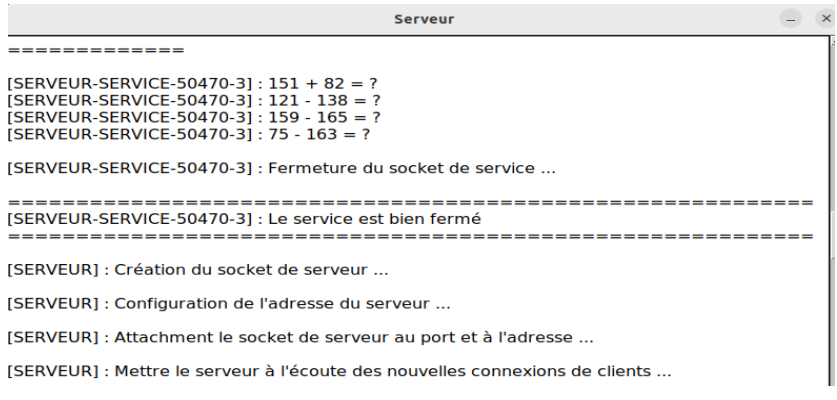 Serveur
=============
[SERVEUR-SERVICE-50470-3] : 151 + 82 = ?
[SERVEUR-SERVICE-50470-3] : 121 - 138 = ?
[SERVEUR-SERVICE-50470-3] : 159 - 165 = ?
[SERVEUR-SERVICE-50470-3] : 75 - 163 = ?
[SERVEUR-SERVICE-50470-3] : Fermeture du socket de service ...
===========================================================
[SERVEUR-SERVICE-50470-3] : Le service est bien fermé
===========================================================
[SERVEUR] : Création du socket de serveur ...
[SERVEUR] : Configuration de l'adresse du serveur ...
[SERVEUR] : Attachment le socket de serveur au port et à l'adresse ...
[SERVEUR] : Mettre le serveur à l'écoute des nouvelles connexions de clients ...